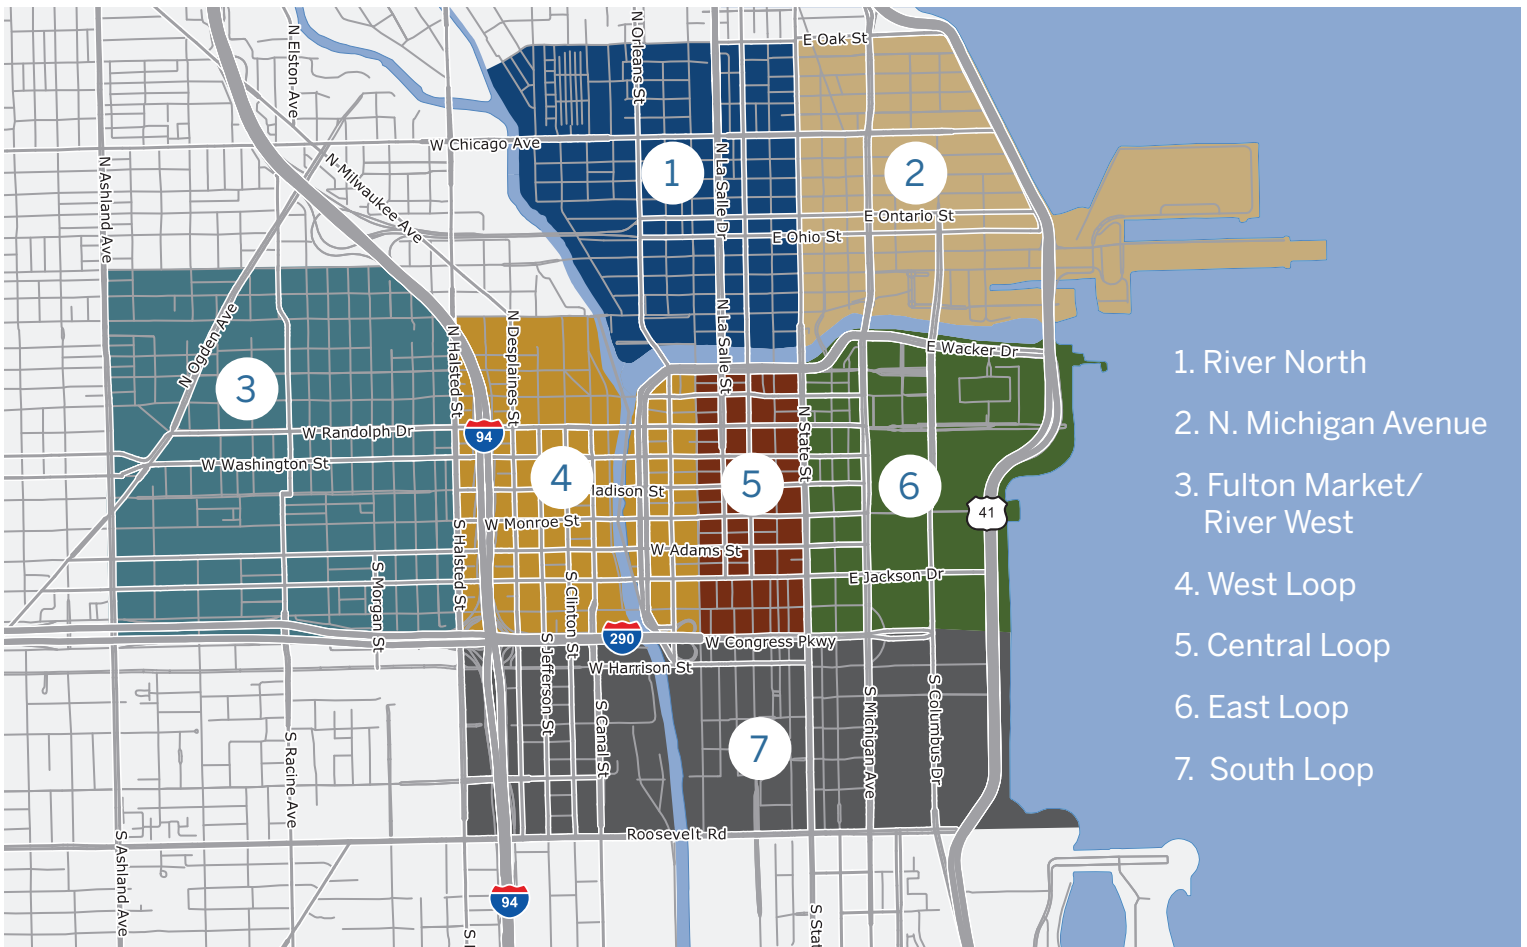 N Elston Ave
N Orleans St
E Oak St
W Chicago Ave
N Ashland Ave
N Milwaukee Ave
1
N La Salle Dr
2
E Ontario St
E Ohio St
N Ogden Ave
N Halsted St
N Desplaines St
N La Salle St
E Wacker Dr
3
W Randolph Dr
94
W Washington St
4
ladison St
5
N State St
6
41
W Monroe St
W Adams St
S Halsted St
S Morgan St
S Clinton St
E Jackson Dr
290
W Congress Pkwy
W Harrison St
S Jefferson St
S Canal St
S Racine Ave
7
S Michigan Ave
S Columbus Dr
Roosevelt Rd
S Ashland Ave
94
S Stat
1. River North
2. N. Michigan Avenue
3. Fulton Market/
River West
4. West Loop
5. Central Loop
6. East Loop
7. South Loop